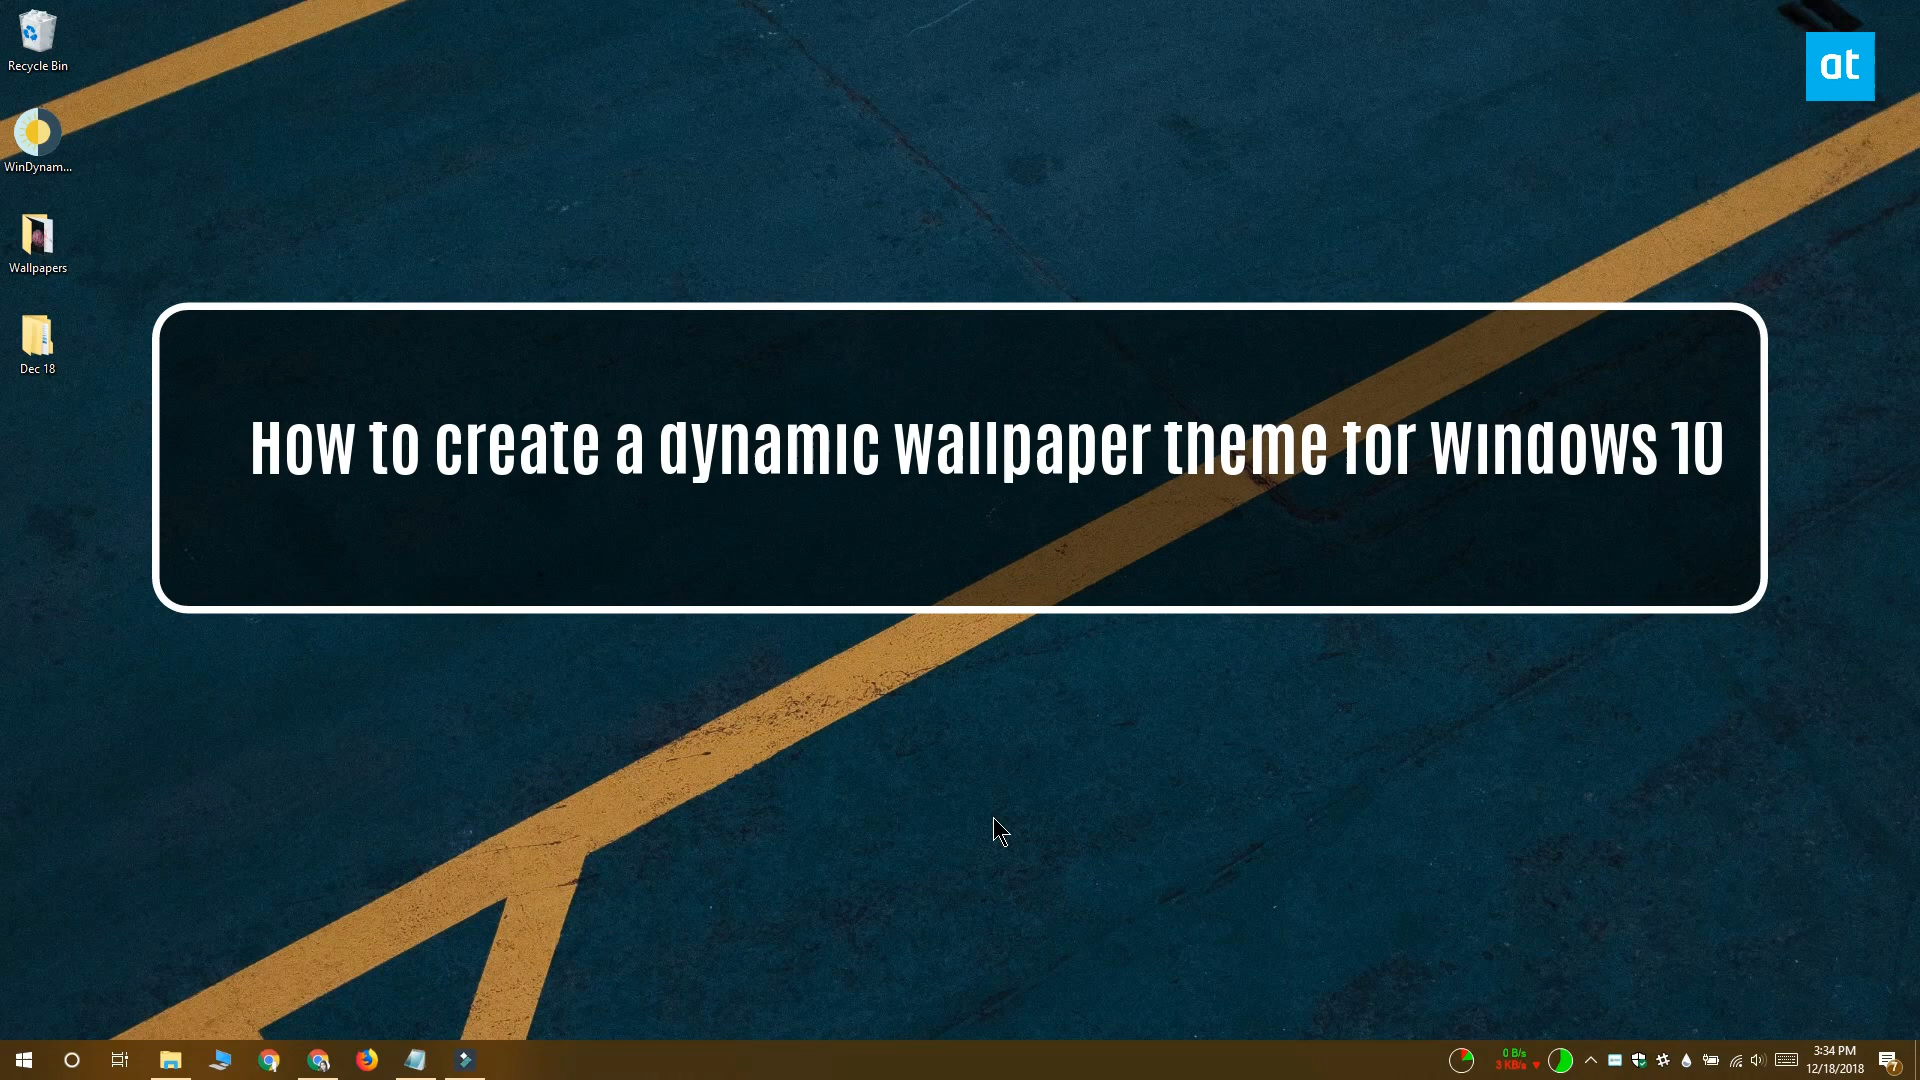 Recycle Bin
at
WinDynam...
Wallpapers
Dec 18
How to create a dynamic wallpaper theme for Windows 10
0 B/s
3 KB/s
3:34 PM
12/18/2018
7